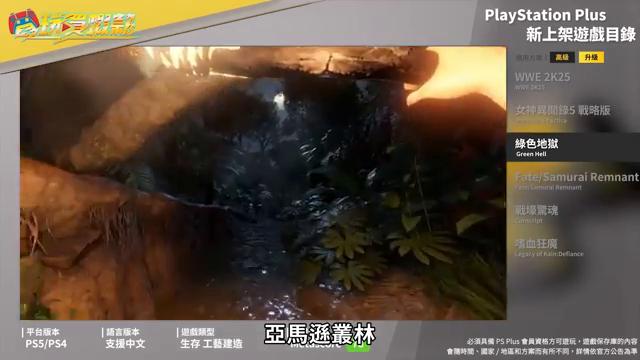 PlayStation Plus
新上架遊戲目錄
適用方案 高級 升級
WWE 2K25
WWE 2K25
女神異聞錄5 戰略版
綠色地獄
Green Hell
Fate/Samurai Remnant
Fate/Samurai Remnant
戰壕驚魂
Conscript
嗜血狂魔
Legacy of Kain:Defiance
平台版本
PS5/PS4
語言版本
支援中文
遊戲類型
生存 工藝建造
亞馬遜叢林
必須具備 PS Plus 會員資格方可遊玩，遊戲保存庫的內容
會隨時間、國家 / 地區和方案而有所不同，詳情依官方公告為準